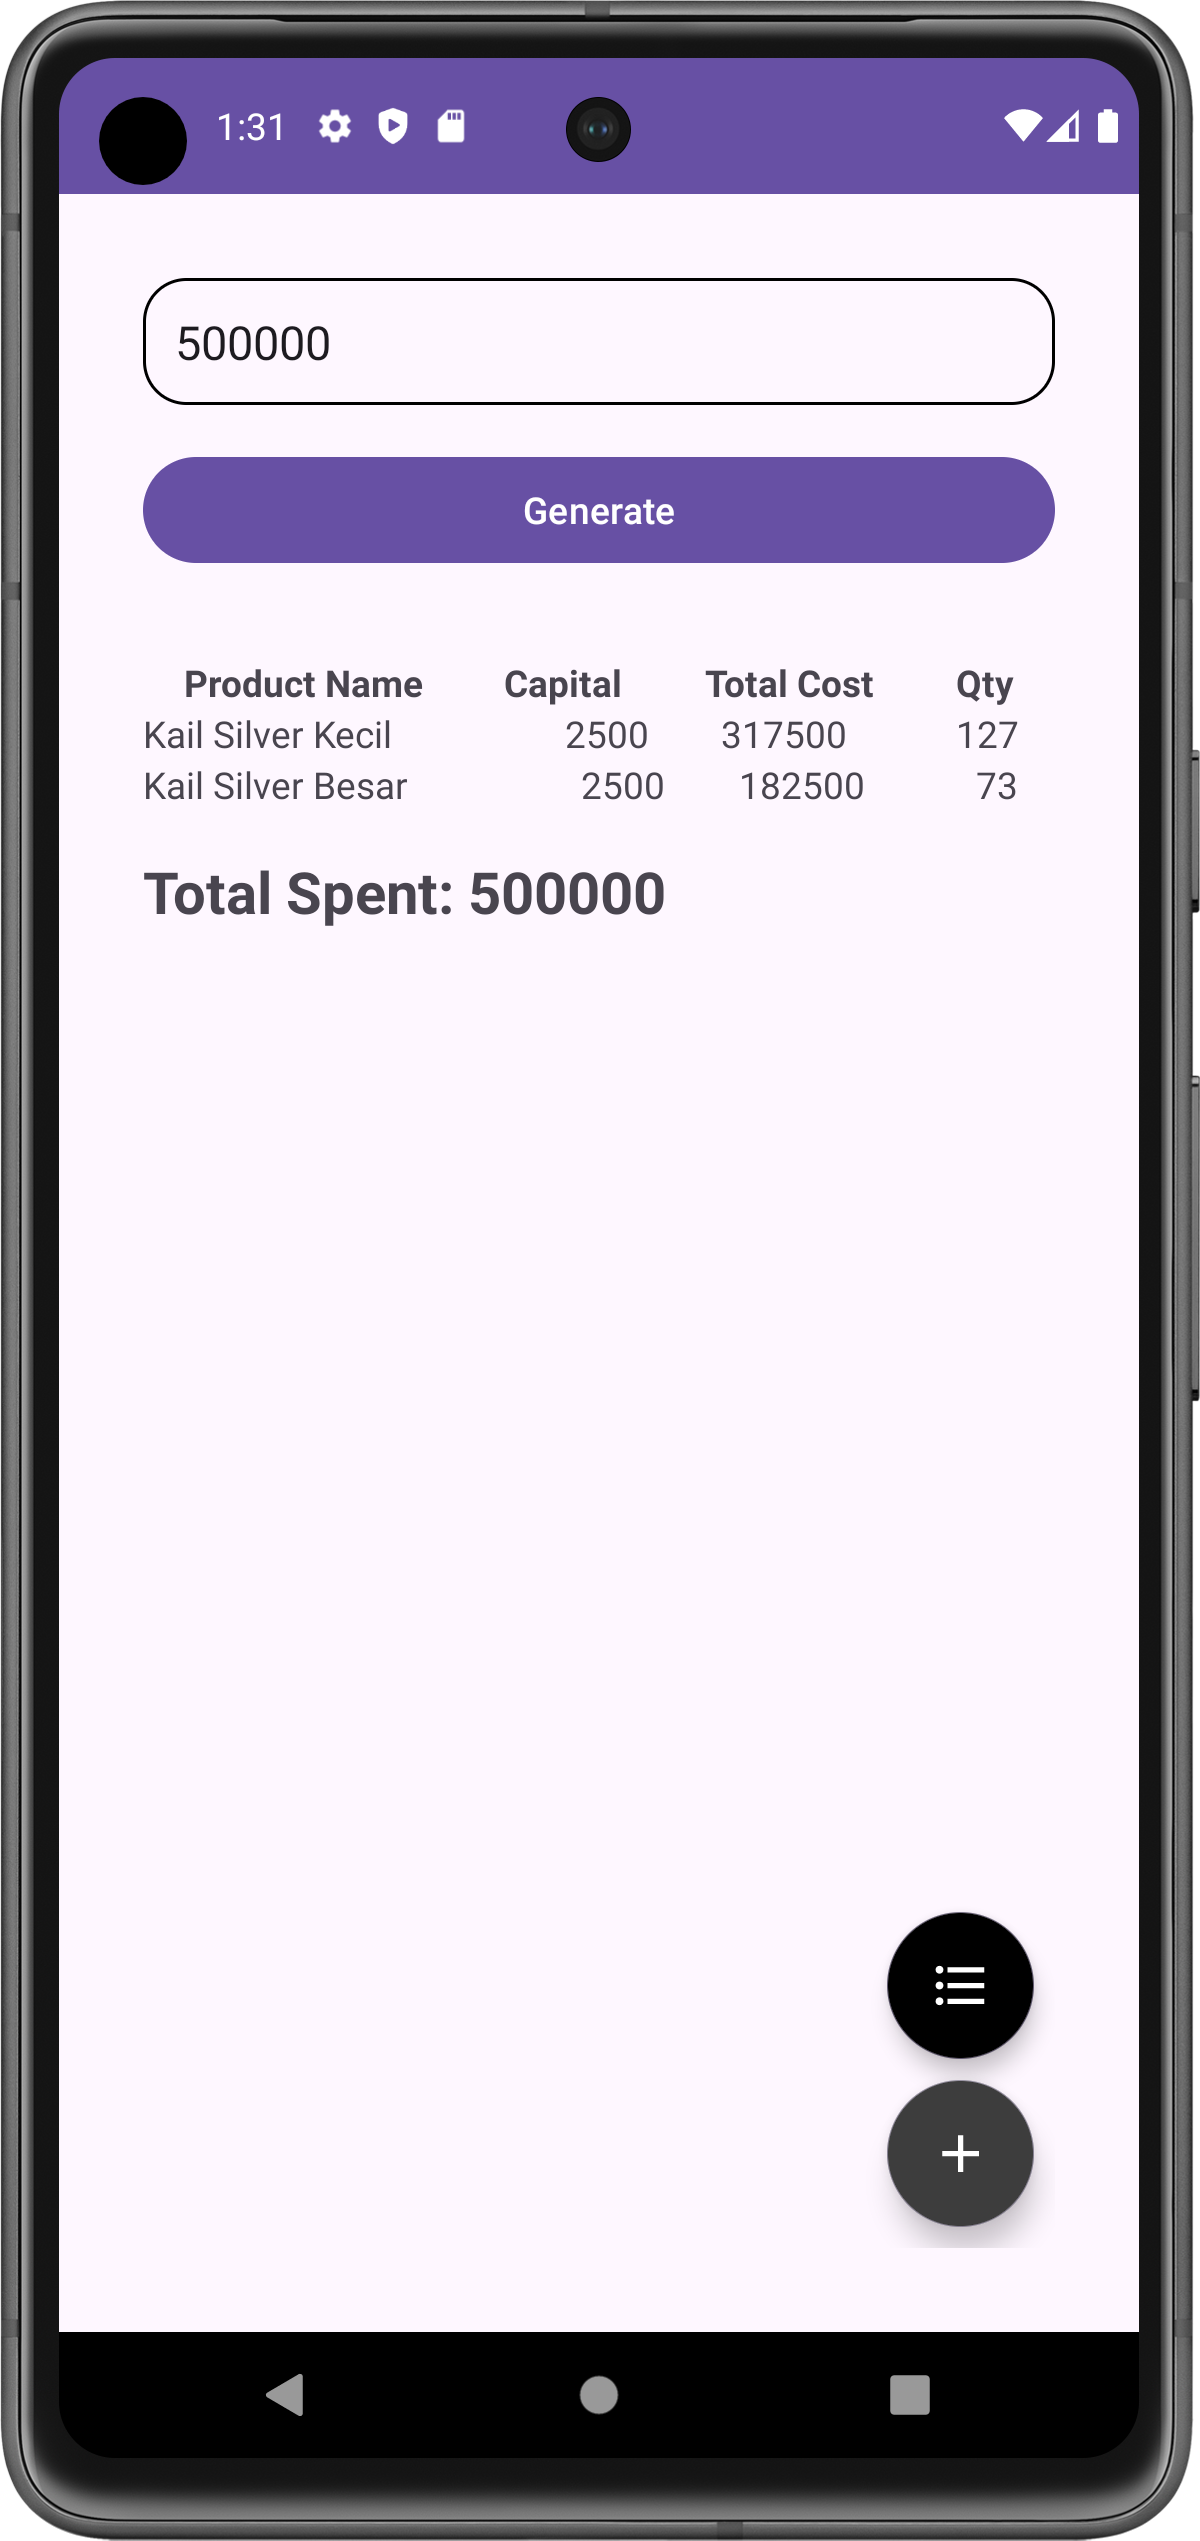 1:31
500000
Generate
Product Name Capital Total Cost Qty
Kail Silver Kecil 2500 317500 127
Kail Silver Besar 2500 182500 73
Total Spent: 500000